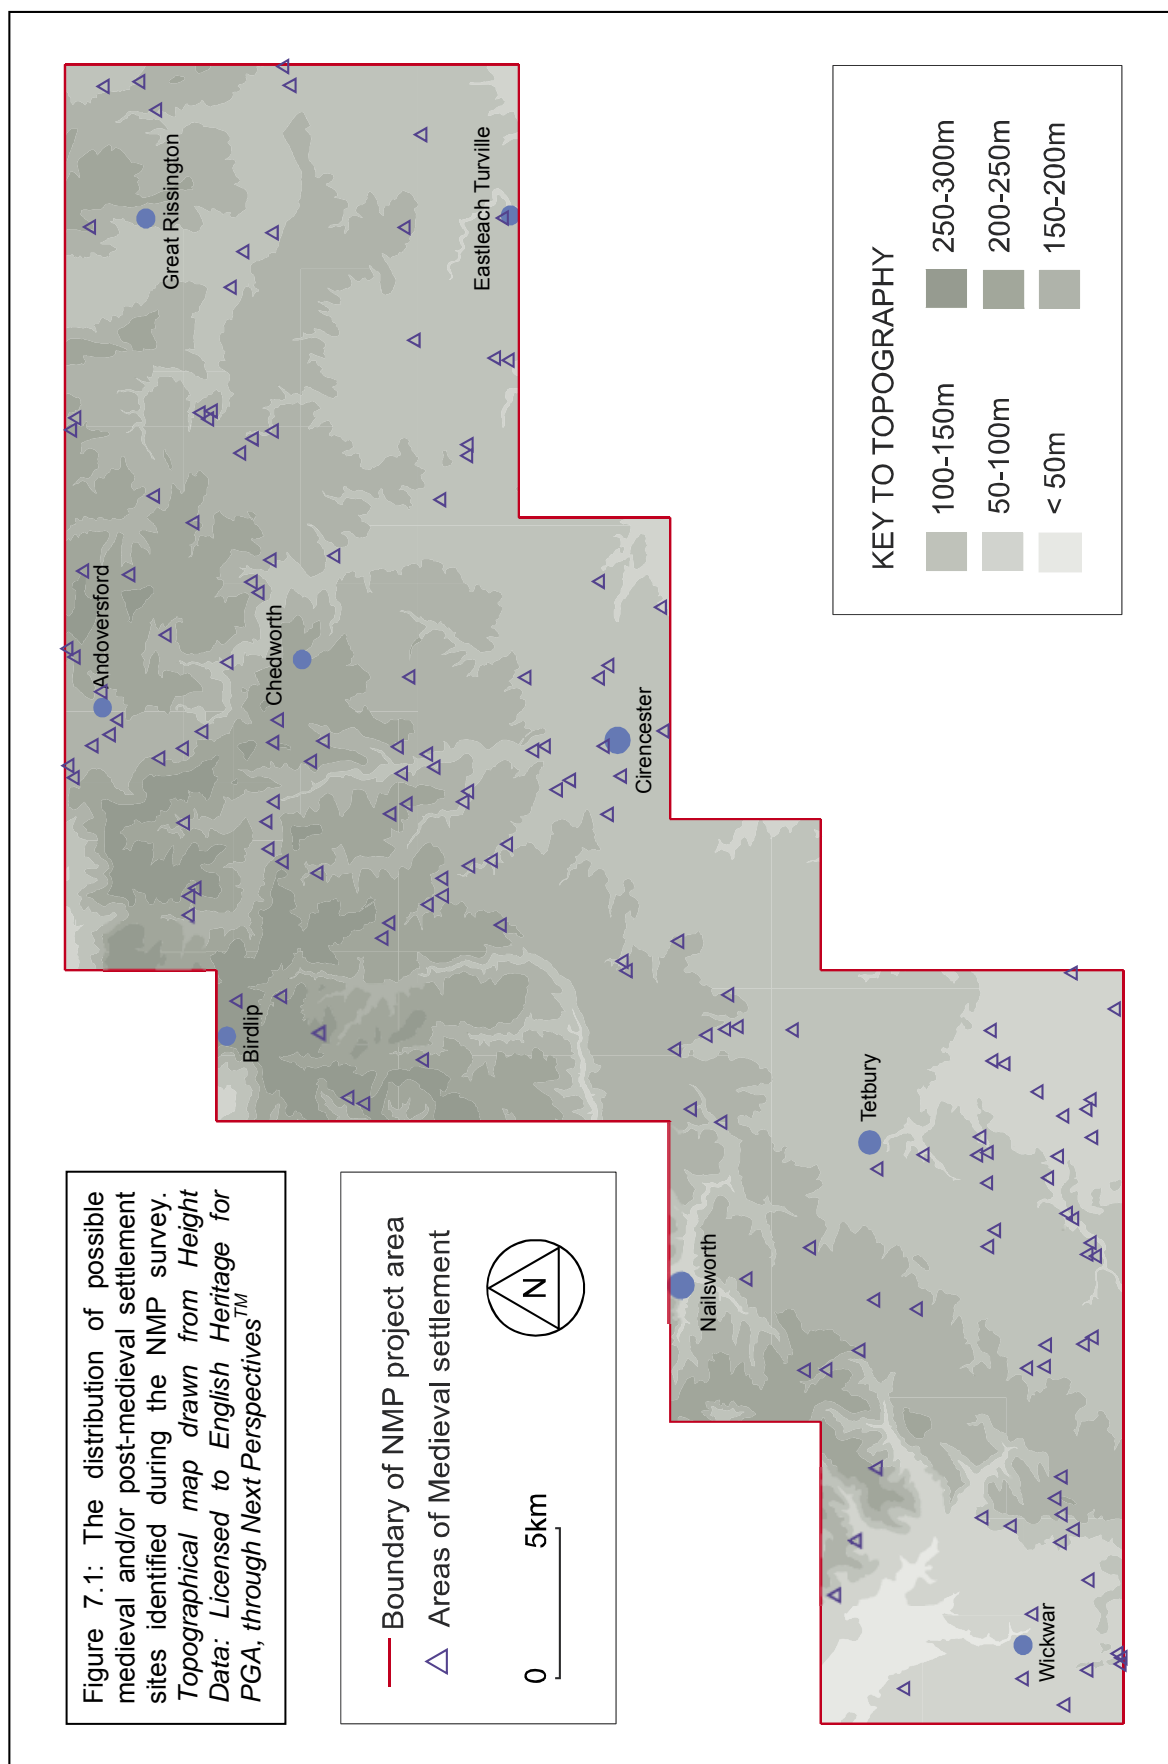 Figure 7.1: The distribution of possible
medieval and/or post-medieval settlement
sites identified during the NMP survey.
Topographical map drawn from Height
Data: Licensed to English Heritage for
PGA, through Next Perspectives™
Boundary of NMP project area
Areas of Medieval settlement
N
0 5km
Birdlip
Andoversford
Great Rissington
Chedworth
Eastleach Turville
Cirencester
Nailsworth
Tetbury
Wickwar
KEY TO TOPOGRAPHY
100-150m 250-300m
50-100m 200-250m
< 50m 150-200m